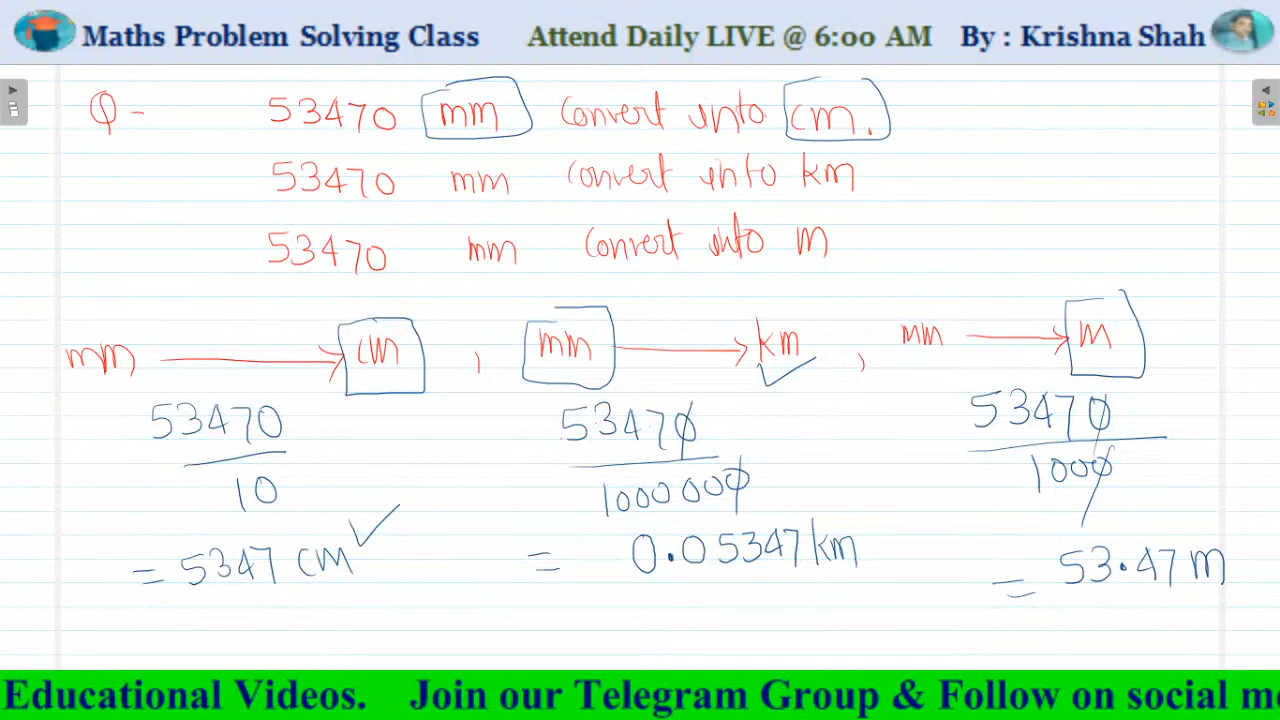 Maths Problem Solving Class Attend Daily LIVE @ 6:00 AM By : Krishna Shah
Q - 53470 mm convert into cm.
53470 mm convert into km
53470 mm convert into m
mm → cm , mm → km , mm → m
53470 53470 53470
10 1000000 1000
= 5347 cm = 0.05347 km = 53.47 m
Educational Videos. Join our Telegram Group & Follow on social me